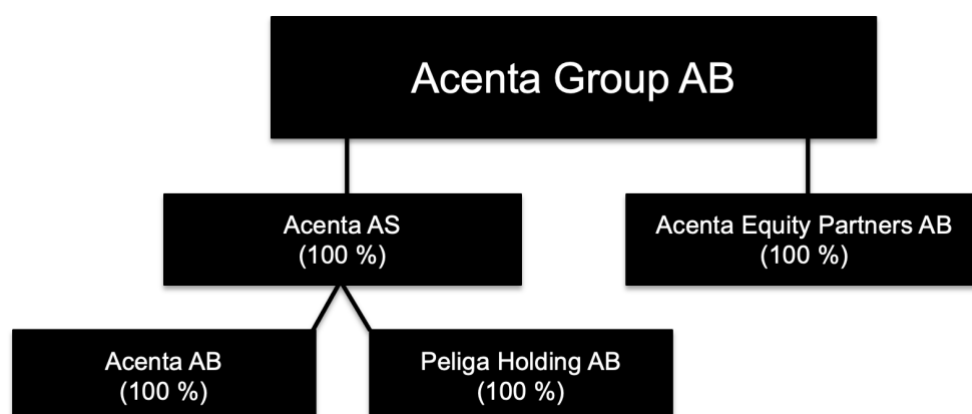 Acenta Group AB
Acenta AS
(100 %)
Acenta Equity Partners AB
(100 %)
Acenta AB
(100 %)
Peliga Holding AB
(100 %)